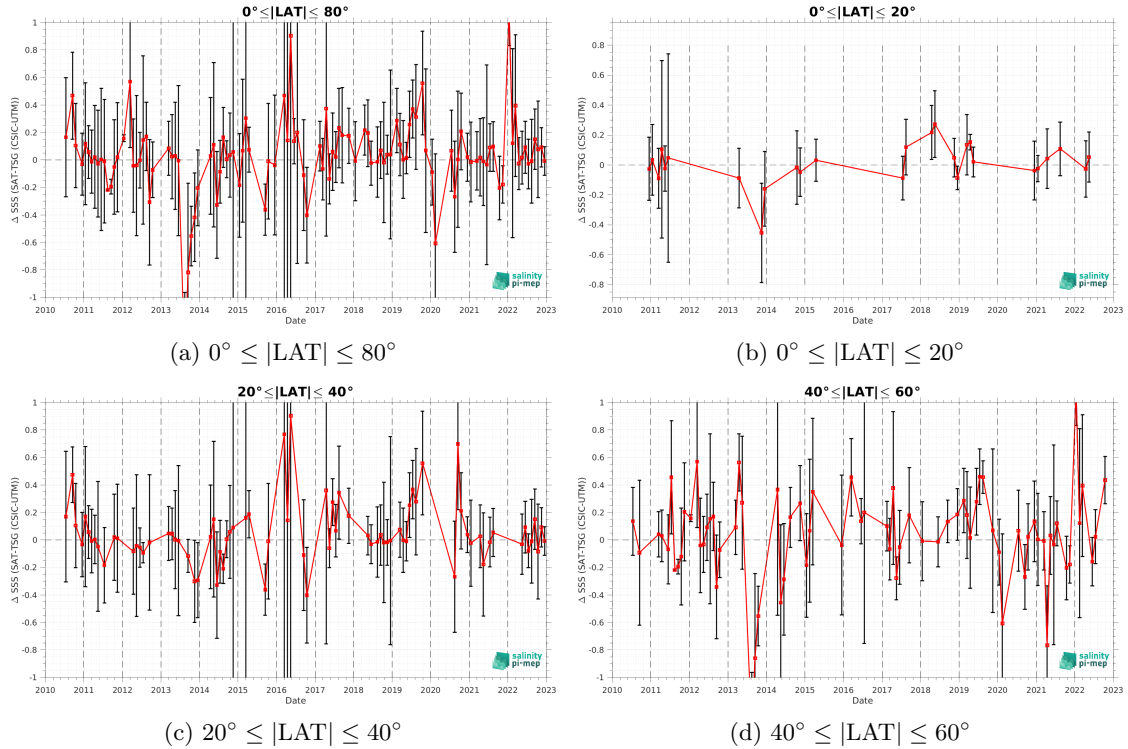 0°≤|LAT|≤ 80°
Δ SSS (SAT-TSG (CSIC-UTM))
1
0.8
0.6
0.4
0.2
0
-0.2
-0.4
-0.6
-0.8
-1
2010 2011 2012 2013 2014 2015 2016 2017 2018 2019 2020 2021 2022 2023
Date
salinity
pi-mep
(a) 0° ≤ |LAT| ≤ 80°
0°≤|LAT|≤ 20°
Δ SSS (SAT-TSG (CSIC-UTM))
0.8
0.6
0.4
0.2
0
-0.2
-0.4
-0.6
-0.8
2010 2011 2012 2013 2014 2015 2016 2017 2018 2019 2020 2021 2022 2023
Date
salinity
pi-mep
(b) 0° ≤ |LAT| ≤ 20°
20°≤|LAT|≤ 40°
Δ SSS (SAT-TSG (CSIC-UTM))
1
0.8
0.6
0.4
0.2
0
-0.2
-0.4
-0.6
-0.8
-1
2010 2011 2012 2013 2014 2015 2016 2017 2018 2019 2020 2021 2022 2023
Date
salinity
pi-mep
(c) 20° ≤ |LAT| ≤ 40°
40°≤|LAT|≤ 60°
Δ SSS (SAT-TSG (CSIC-UTM))
1
0.8
0.6
0.4
0.2
0
-0.2
-0.4
-0.6
-0.8
-1
2010 2011 2012 2013 2014 2015 2016 2017 2018 2019 2020 2021 2022 2023
Date
salinity
pi-mep
(d) 40° ≤ |LAT| ≤ 60°